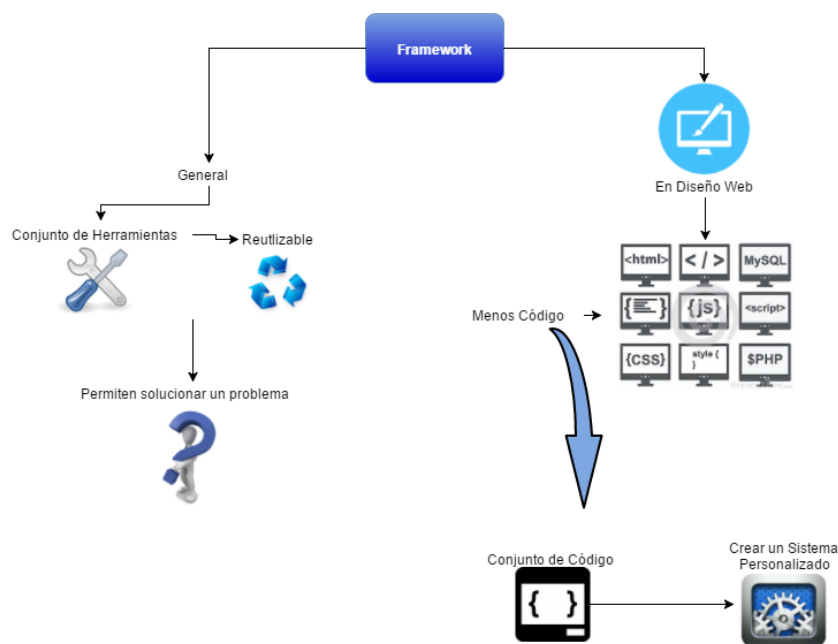 Framework
General
En Diseño Web
Conjunto de Herramientas
Reutlizable
<html>
</>
MySQL
Menos Código
{ }
{js}
<script>
{CSS}
style {
}
$PHP
Permiten solucionar un problema
Conjunto de Código
{ }
Crear un Sistema
Personalizado